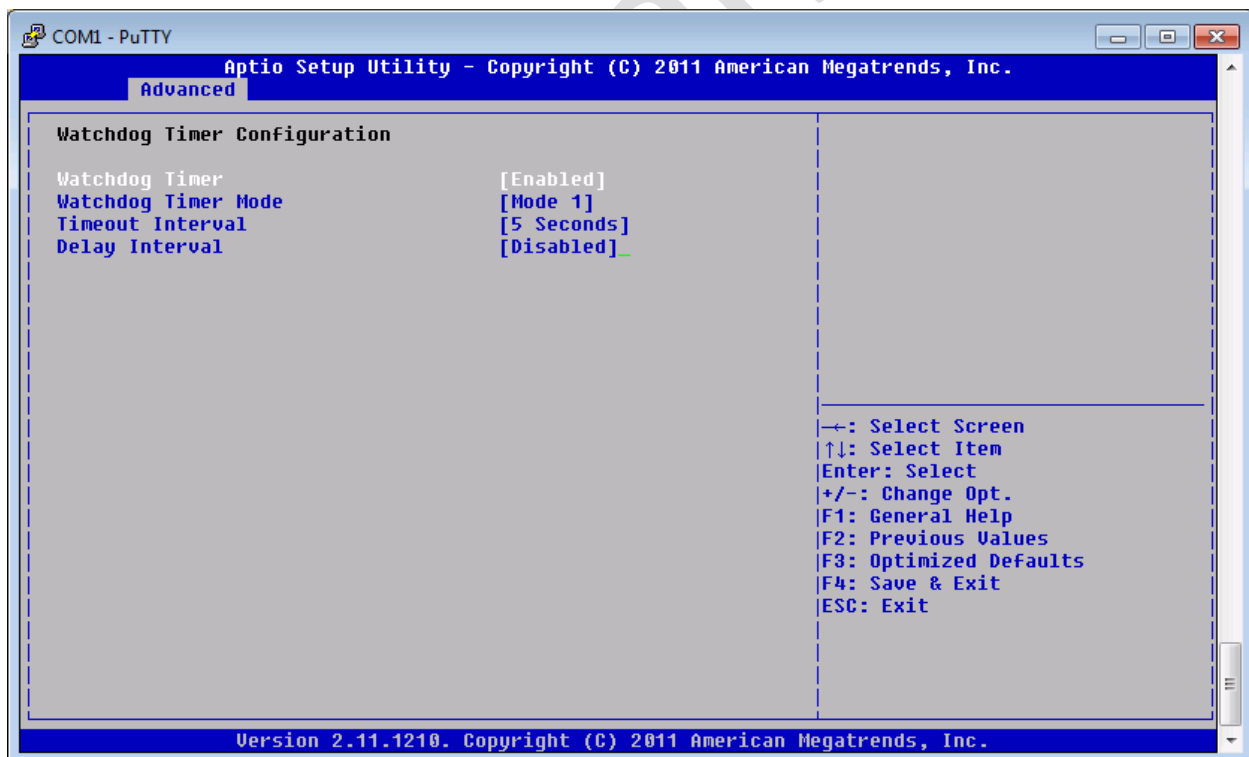 COM1 - PuTTY
Aptio Setup Utility - Copyright (C) 2011 American Megatrends, Inc.
Advanced
Watchdog Timer Configuration
Watchdog Timer [Enabled]
Watchdog Timer Mode [Mode 1]
Timeout Interval [5 Seconds]
Delay Interval [Disabled]
→←: Select Screen
↑↓: Select Item
Enter: Select
+/-: Change Opt.
F1: General Help
F2: Previous Values
F3: Optimized Defaults
F4: Save & Exit
ESC: Exit
Version 2.11.1210. Copyright (C) 2011 American Megatrends, Inc.